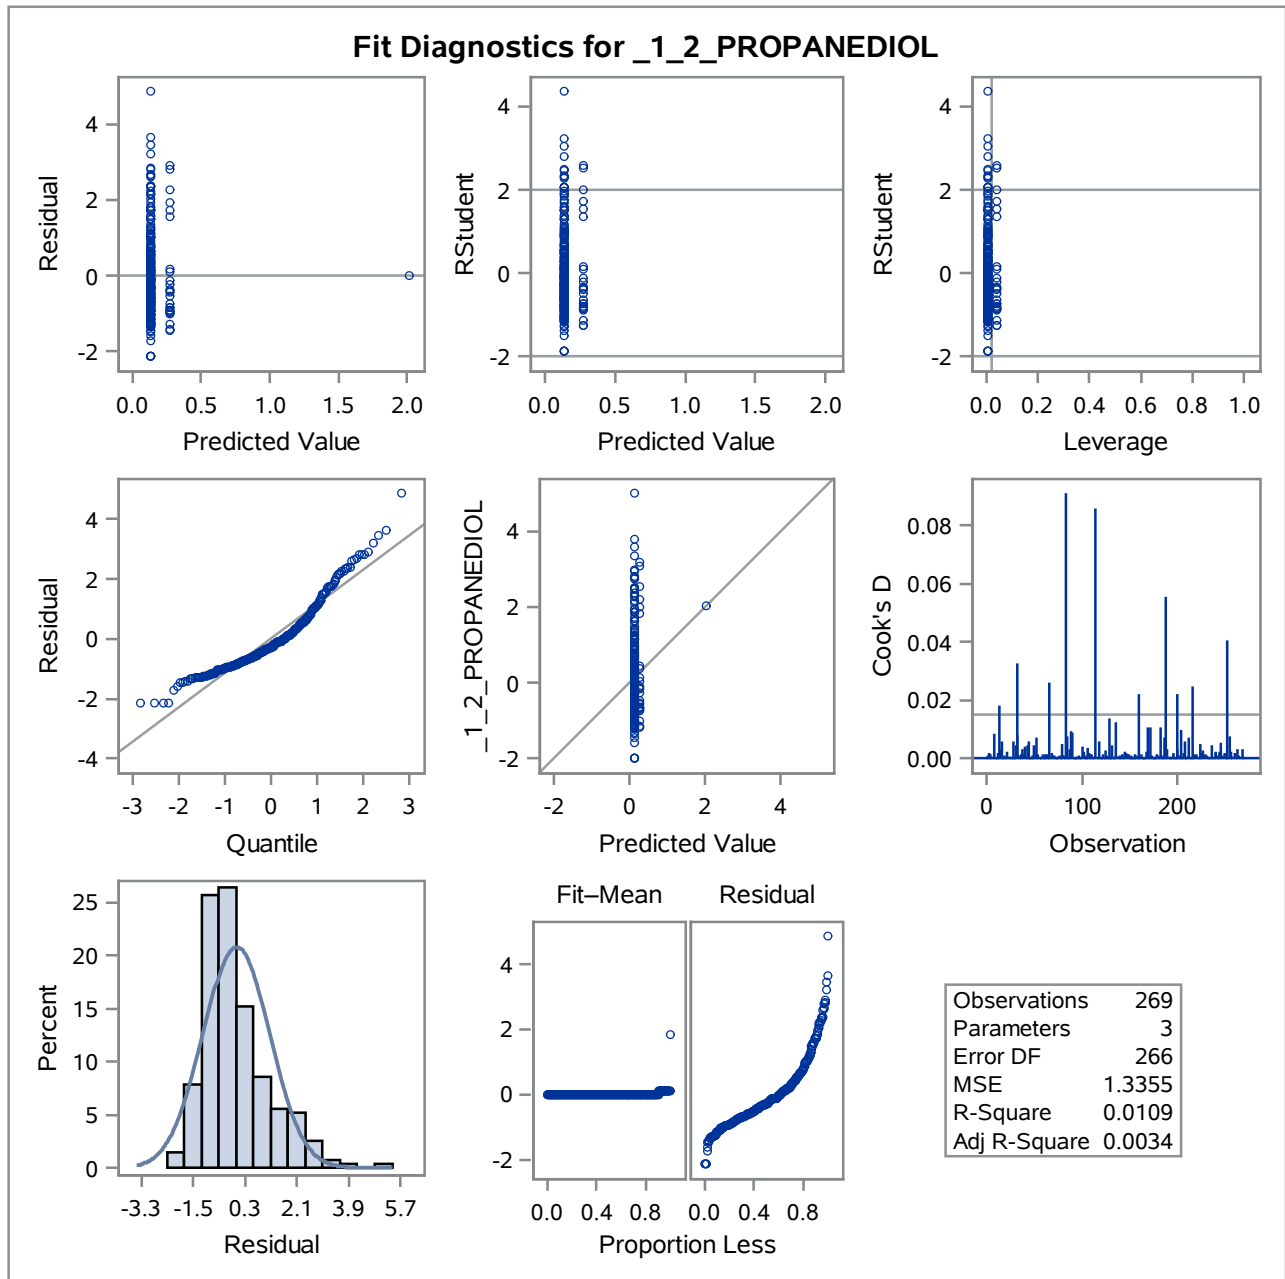 Fit Diagnostics for _1_2_PROPANEDIOL
Residual
4
2
0
-2
0.0 0.5 1.0 1.5 2.0
Predicted Value
RStudent
4
2
0
-2
0.0 0.5 1.0 1.5 2.0
Predicted Value
RStudent
4
2
0
-2
0.0 0.2 0.4 0.6 0.8 1.0
Leverage
Residual
4
2
0
-2
-4
-3 -2 -1 0 1 2 3
Quantile
_1_2_PROPANEDIOL
4
2
0
-2
-2 0 2 4
Predicted Value
Cook's D
0.08
0.06
0.04
0.02
0.00
0 100 200
Observation
Percent
25
20
15
10
5
0
-3.3 -1.5 0.3 2.1 3.9 5.7
Residual
Fit–Mean Residual
4
2
0
-2
0.0 0.4 0.8 0.0 0.4 0.8
Proportion Less
Observations 269
Parameters 3
Error DF 266
MSE 1.3355
R-Square 0.0109
Adj R-Square 0.0034